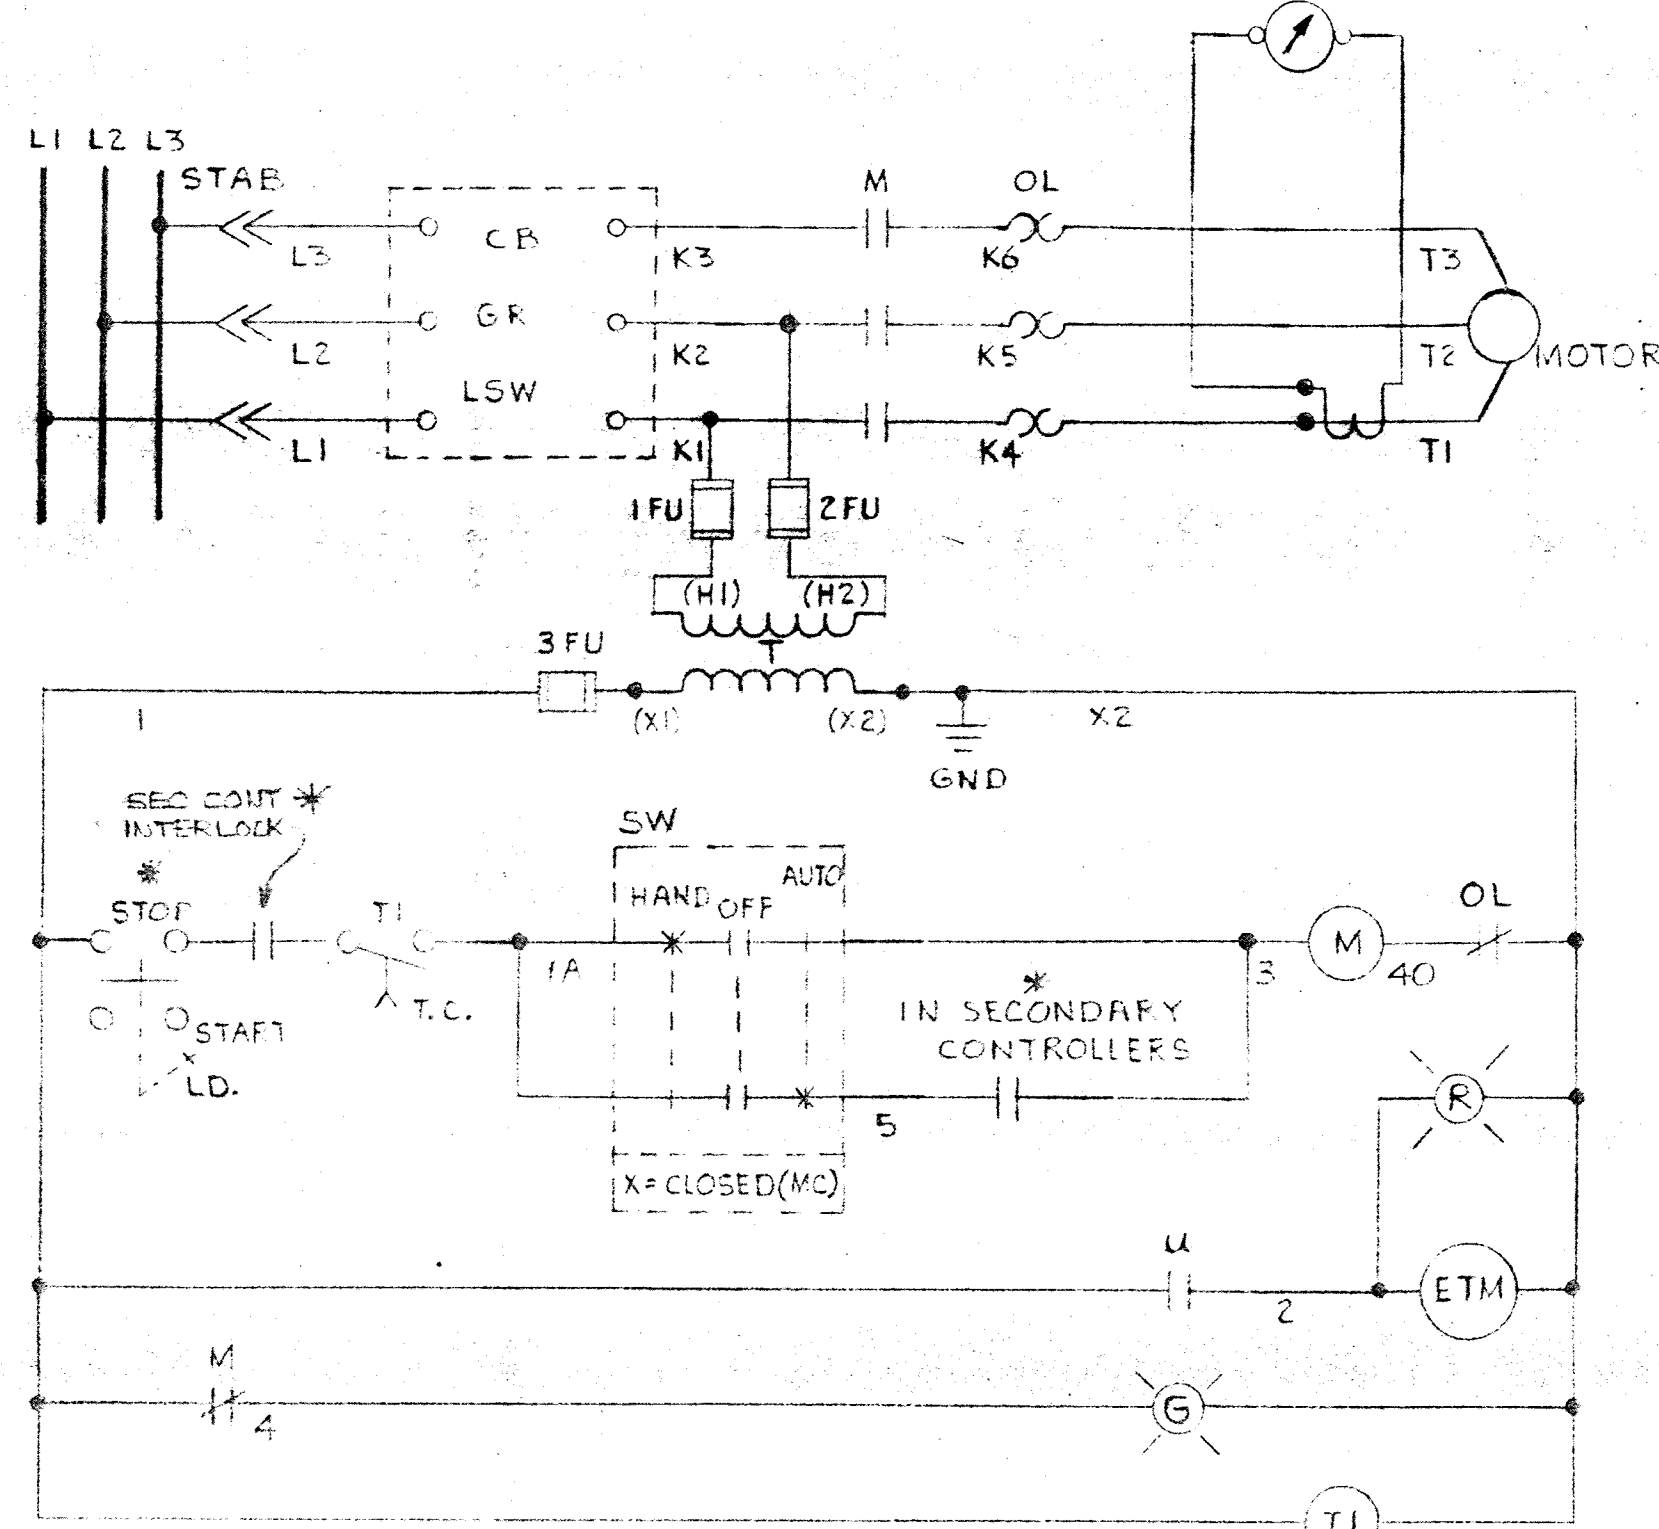 L1 L2 L3
STAB
M
OL
L3
CB
K3
K6
T3
GR
L2
K2
K5
T2
MOTOR
LSW
L1
K1
K4
T1
1FU
2FU
(H1)
(H2)
3FU
T
1
(X1)
(X2)
X2
GND
SEC CONT *
INTERLOCK
*
SW
HAND
OFF
AUTO
STOP
T1
OL
1A
M
3
40
*
IN SECONDARY
CONTROLLERS
T.C.
START
*
LD.
5
R
X=CLOSED(MC)
M
2
ETM
M
4
G
T1